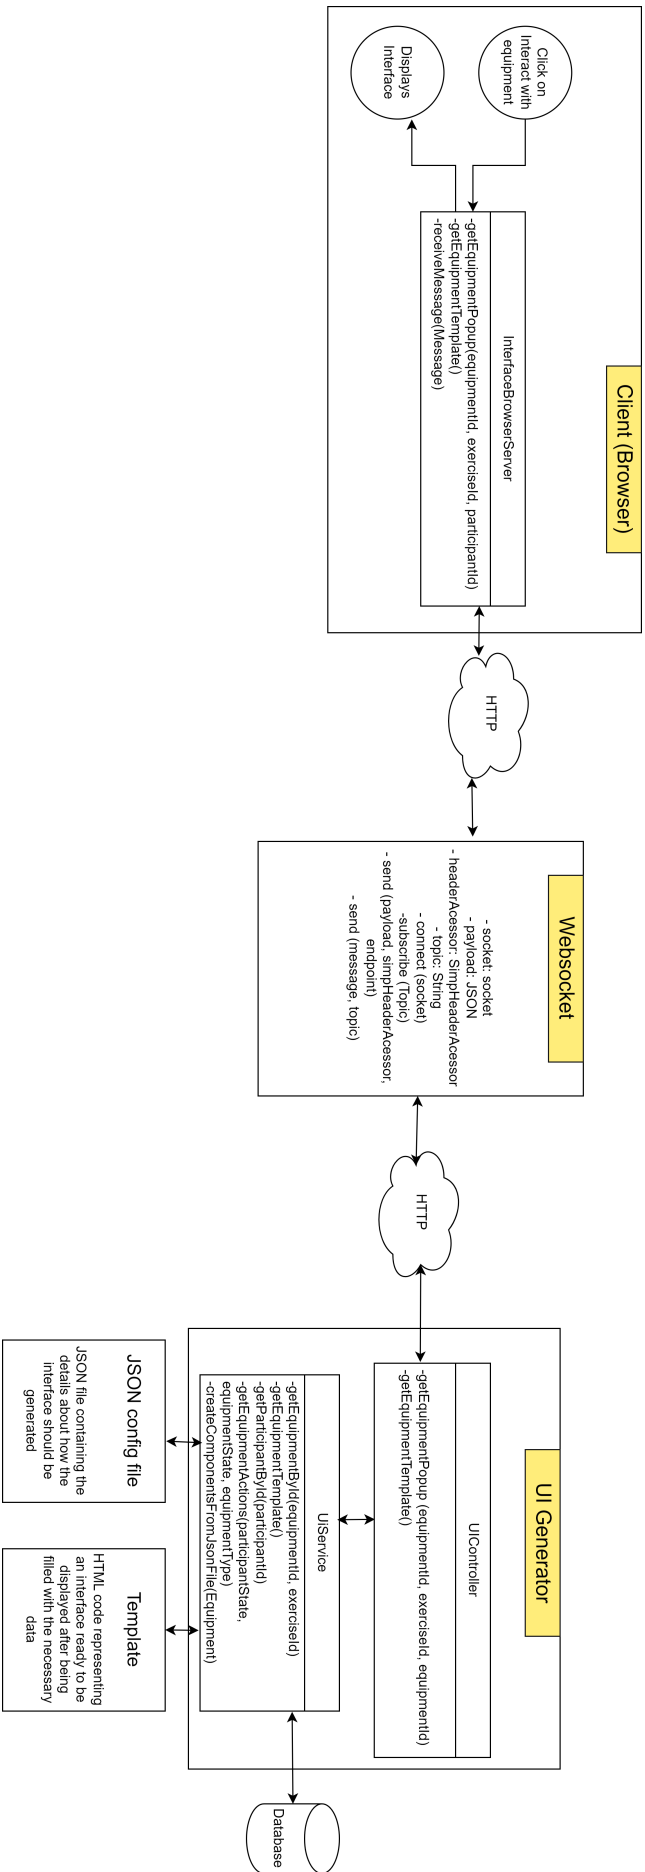 Client (Browser)
Click on
Interact with
equipment
Displays
Interface
InterfaceBrowserServer
-getEquipmentPopup(equipmentId, exerciseId, participantId)
-getEquipmentTemplate()
-receiveMessage(Message)
HTTP
Websocket
- socket: socket
- payload: JSON
- headerAcessor: SimpHeaderAcessor
- topic: String
- connect (socket)
-subscribe (Topic)
- send (payload, simpHeaderAcessor,
endpoint)
- send (message, topic)
HTTP
UI Generator
UIController
-getEquipmentPopup (equipmentId, exerciseId, equipmentId)
-getEquipmentTemplate()
UiService
-getEquipmentById(equipmentId, exerciseId)
-getEquipmentTemplate()
-getParticipantById(participantId)
-getEquipmentActions(participantState,
equipmentState, equipmentType)
-createComponentsFromJsonFile(Equipment)
JSON config file
JSON file containing the
details about how the
interface should be
generated
Template
HTML code representing
an interface ready to be
displayed after being
filled with the necessary
data
Database